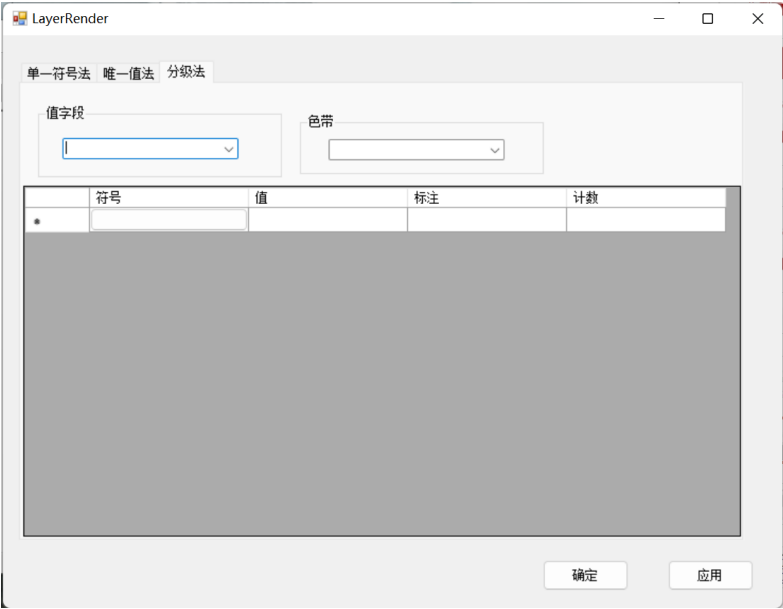 LayerRender
单一符号法 唯一值法 分级法
值字段
色带
符号 值 标注 计数
确定 应用